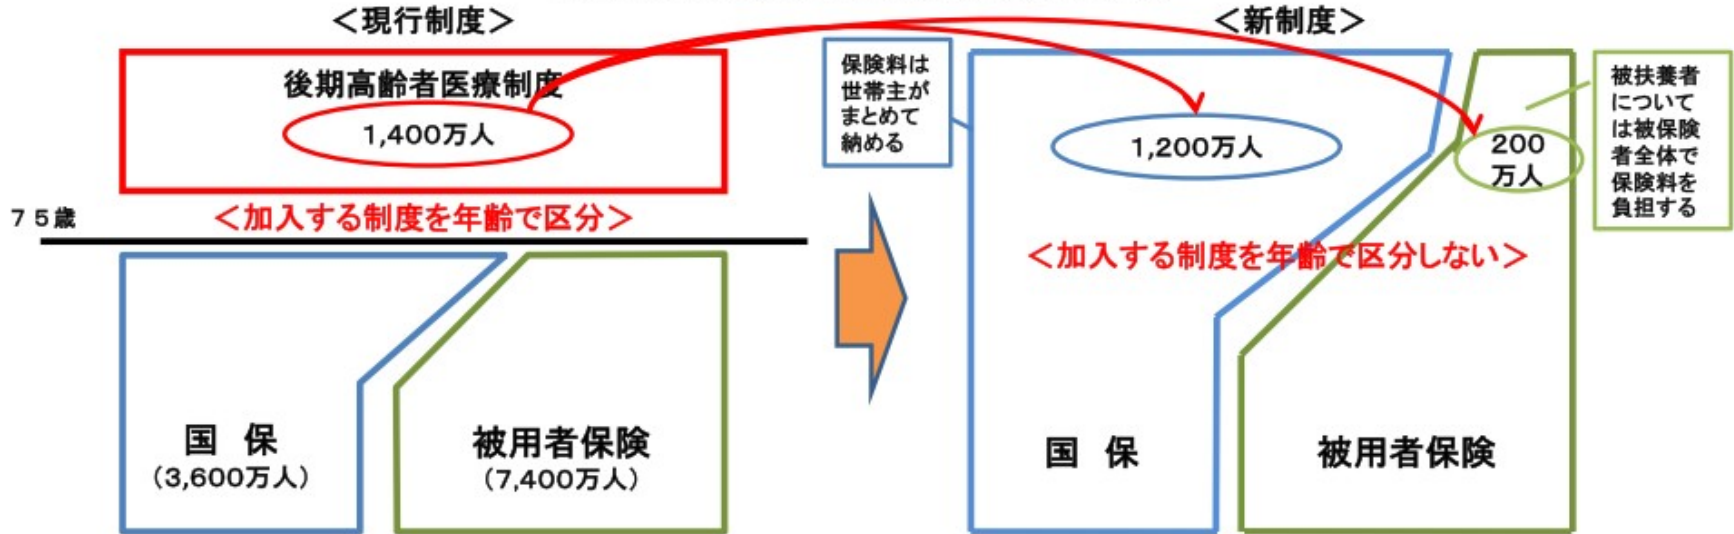 ＜現行制度＞
後期高齢者医療制度
1,400万人
＜加入する制度を年齢で区分＞
７５歳
国　保
（3,600万人）
被用者保険
（7,400万人）
＜新制度＞
保険料は
世帯主が
まとめて
納める
1,200万人
200
万人
被扶養者
について
は被保険
者全体で
保険料を
負担する
＜加入する制度を年齢で区分しない＞
国　保
被用者保険